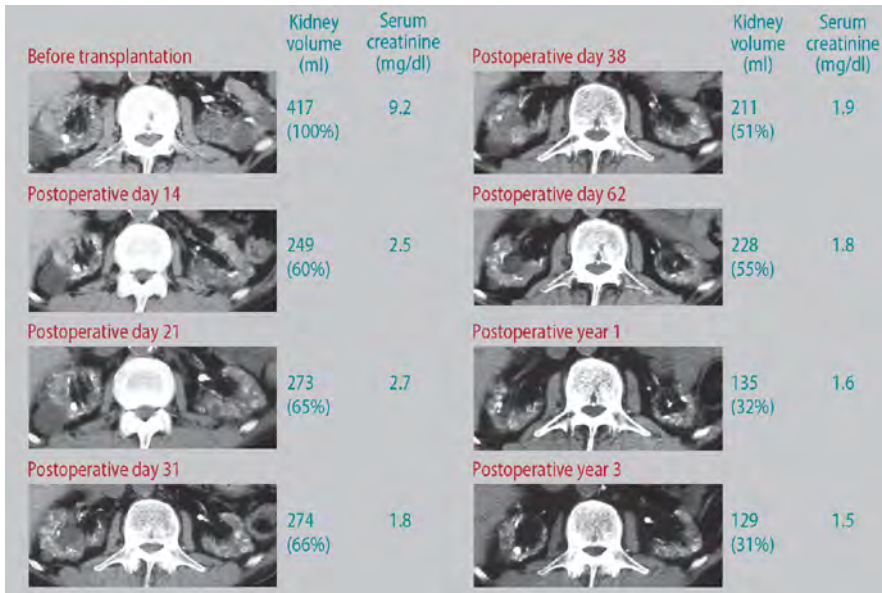 Kidney
volume
(ml)
Serum
creatinine
(mg/dl)
Before transplantation
417
(100%)
9.2
Postoperative day 14
249
(60%)
2.5
Postoperative day 21
273
(65%)
2.7
Postoperative day 31
274
(66%)
1.8
Kidney
volume
(ml)
Serum
creatinine
(mg/dl)
Postoperative day 38
211
(51%)
1.9
Postoperative day 62
228
(55%)
1.8
Postoperative year 1
135
(32%)
1.6
Postoperative year 3
129
(31%)
1.5